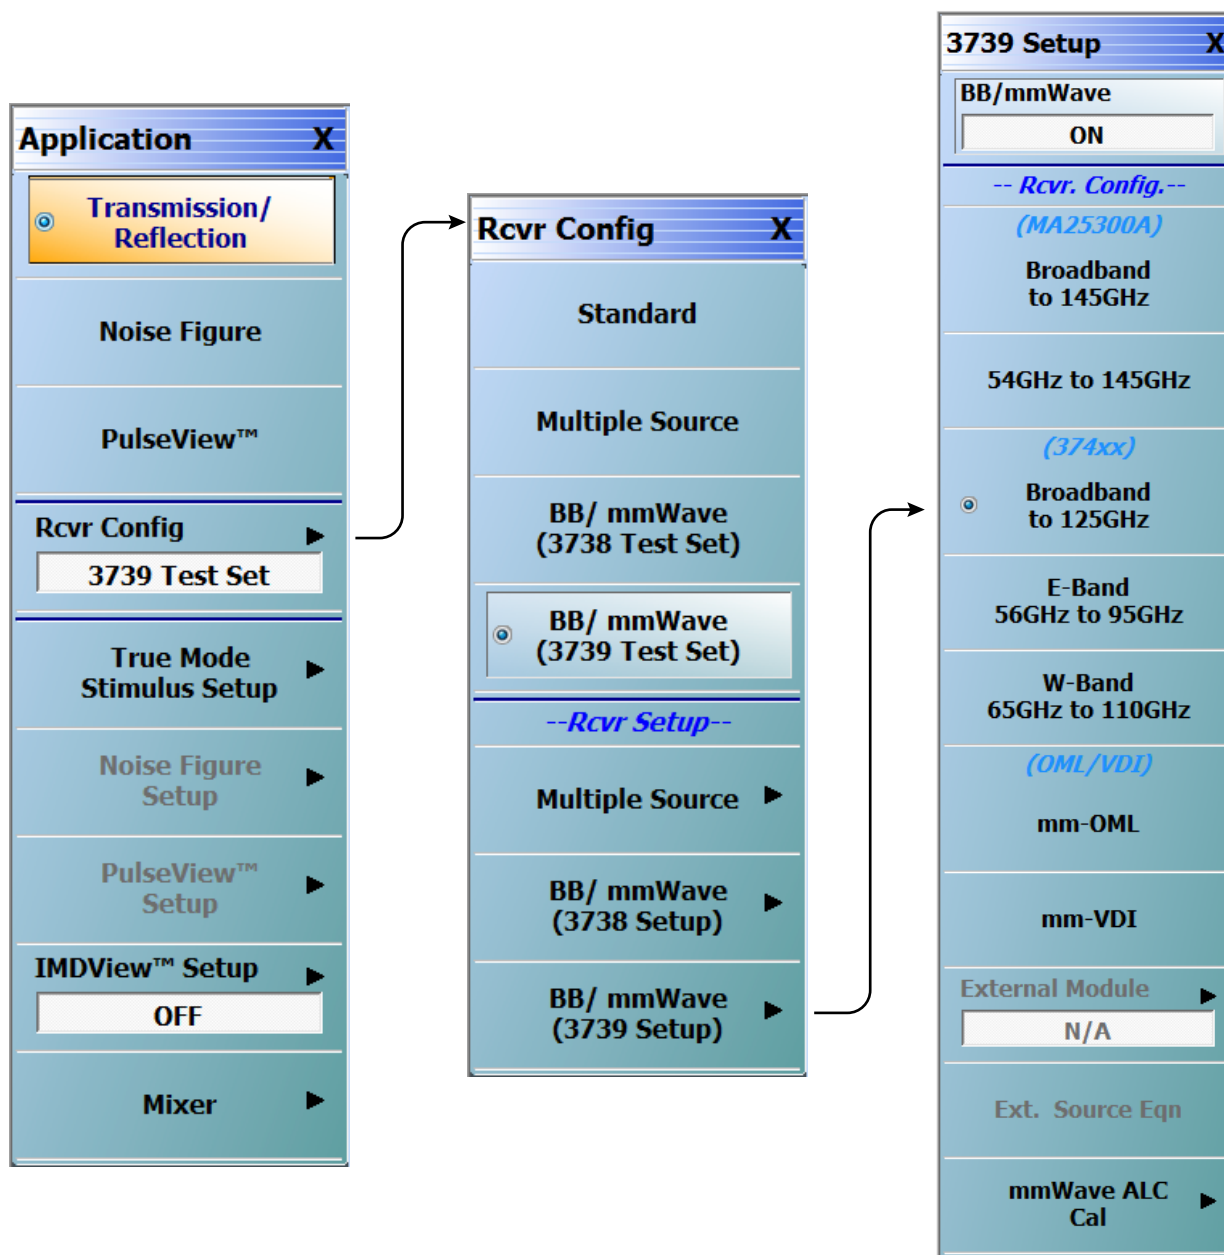 Application X
Transmission/
Reflection
Noise Figure
PulseView™
Rcvr Config
3739 Test Set
True Mode
Stimulus Setup
Noise Figure
Setup
PulseView™
Setup
IMDView™ Setup
OFF
Mixer
Rcvr Config X
Standard
Multiple Source
BB/ mmWave
(3738 Test Set)
BB/ mmWave
(3739 Test Set)
--Rcvr Setup--
Multiple Source
BB/ mmWave
(3738 Setup)
BB/ mmWave
(3739 Setup)
3739 Setup X
BB/mmWave
ON
-- Rcvr. Config.--
(MA25300A)
Broadband
to 145GHz
54GHz to 145GHz
(374xx)
Broadband
to 125GHz
E-Band
56GHz to 95GHz
W-Band
65GHz to 110GHz
(OML/VDI)
mm-OML
mm-VDI
External Module
N/A
Ext. Source Eqn
mmWave ALC
Cal